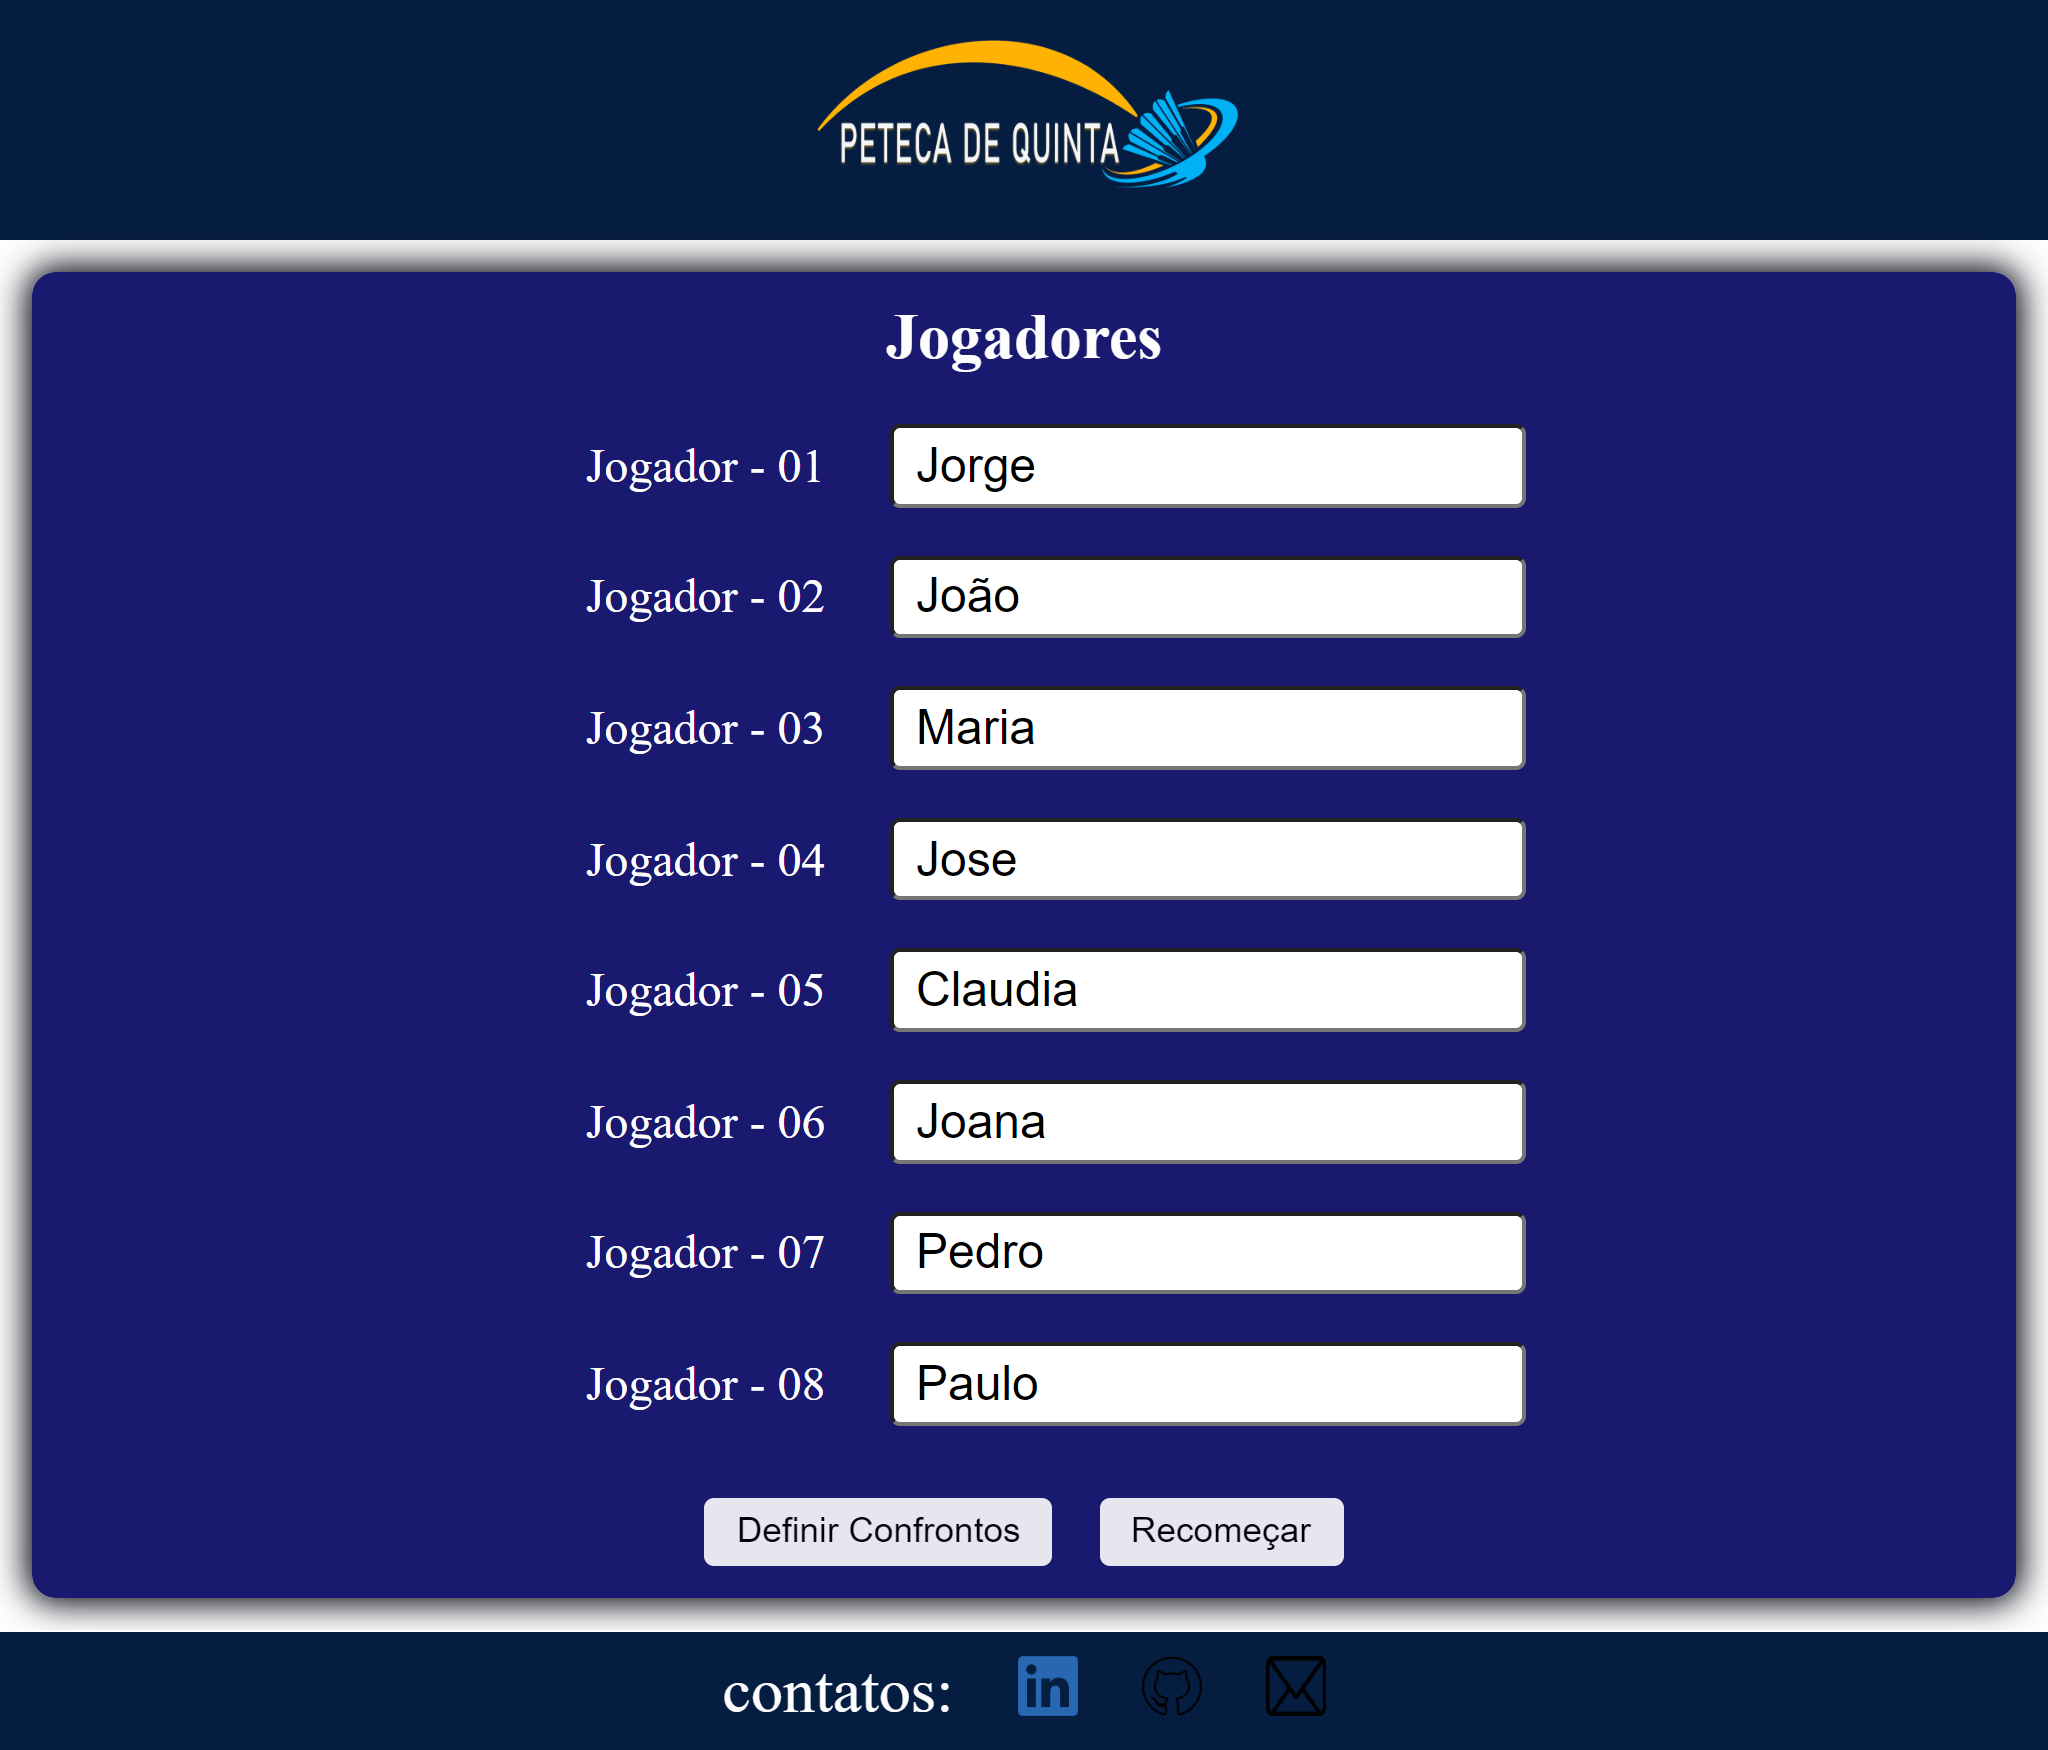 PETECA DE QUINTA
Jogadores
Jogador - 01 Jorge
Jogador - 02 João
Jogador - 03 Maria
Jogador - 04 Jose
Jogador - 05 Claudia
Jogador - 06 Joana
Jogador - 07 Pedro
Jogador - 08 Paulo
Definir Confrontos Recomeçar
contatos: in